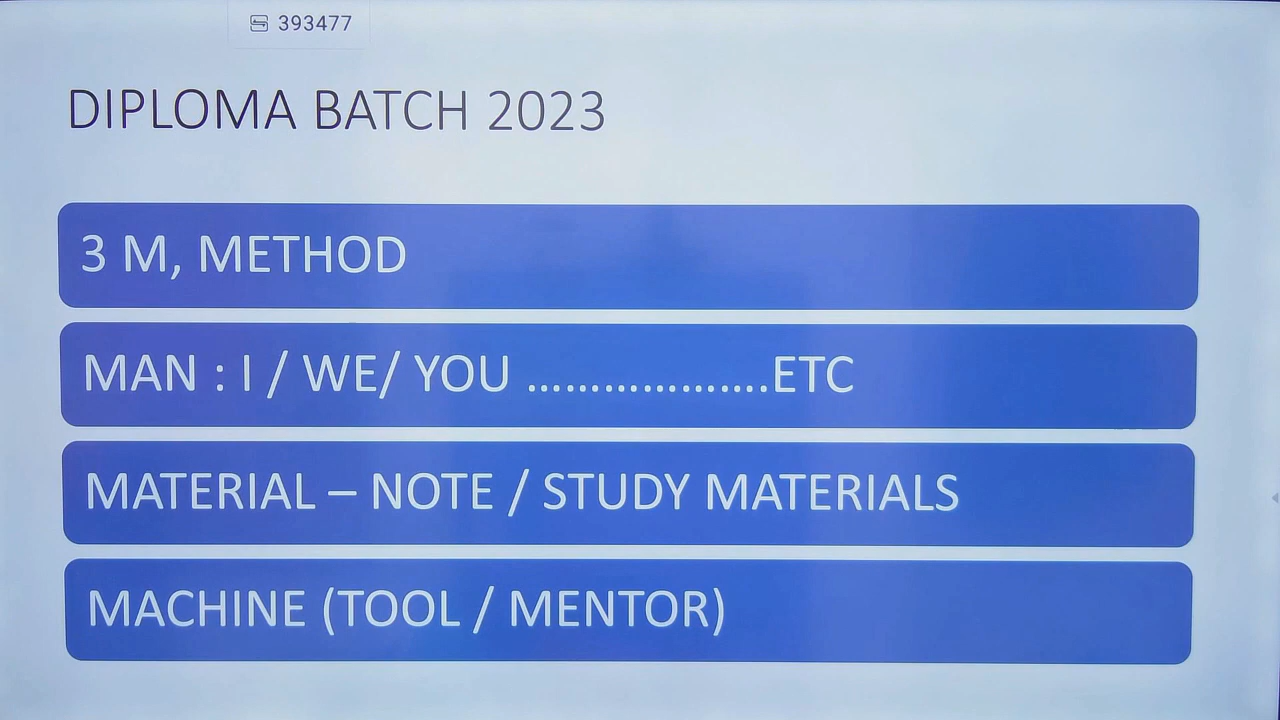 393477
DIPLOMA BATCH 2023
3 M, METHOD
MAN : I / WE/ YOU ...................ETC
MATERIAL – NOTE / STUDY MATERIALS
MACHINE (TOOL / MENTOR)